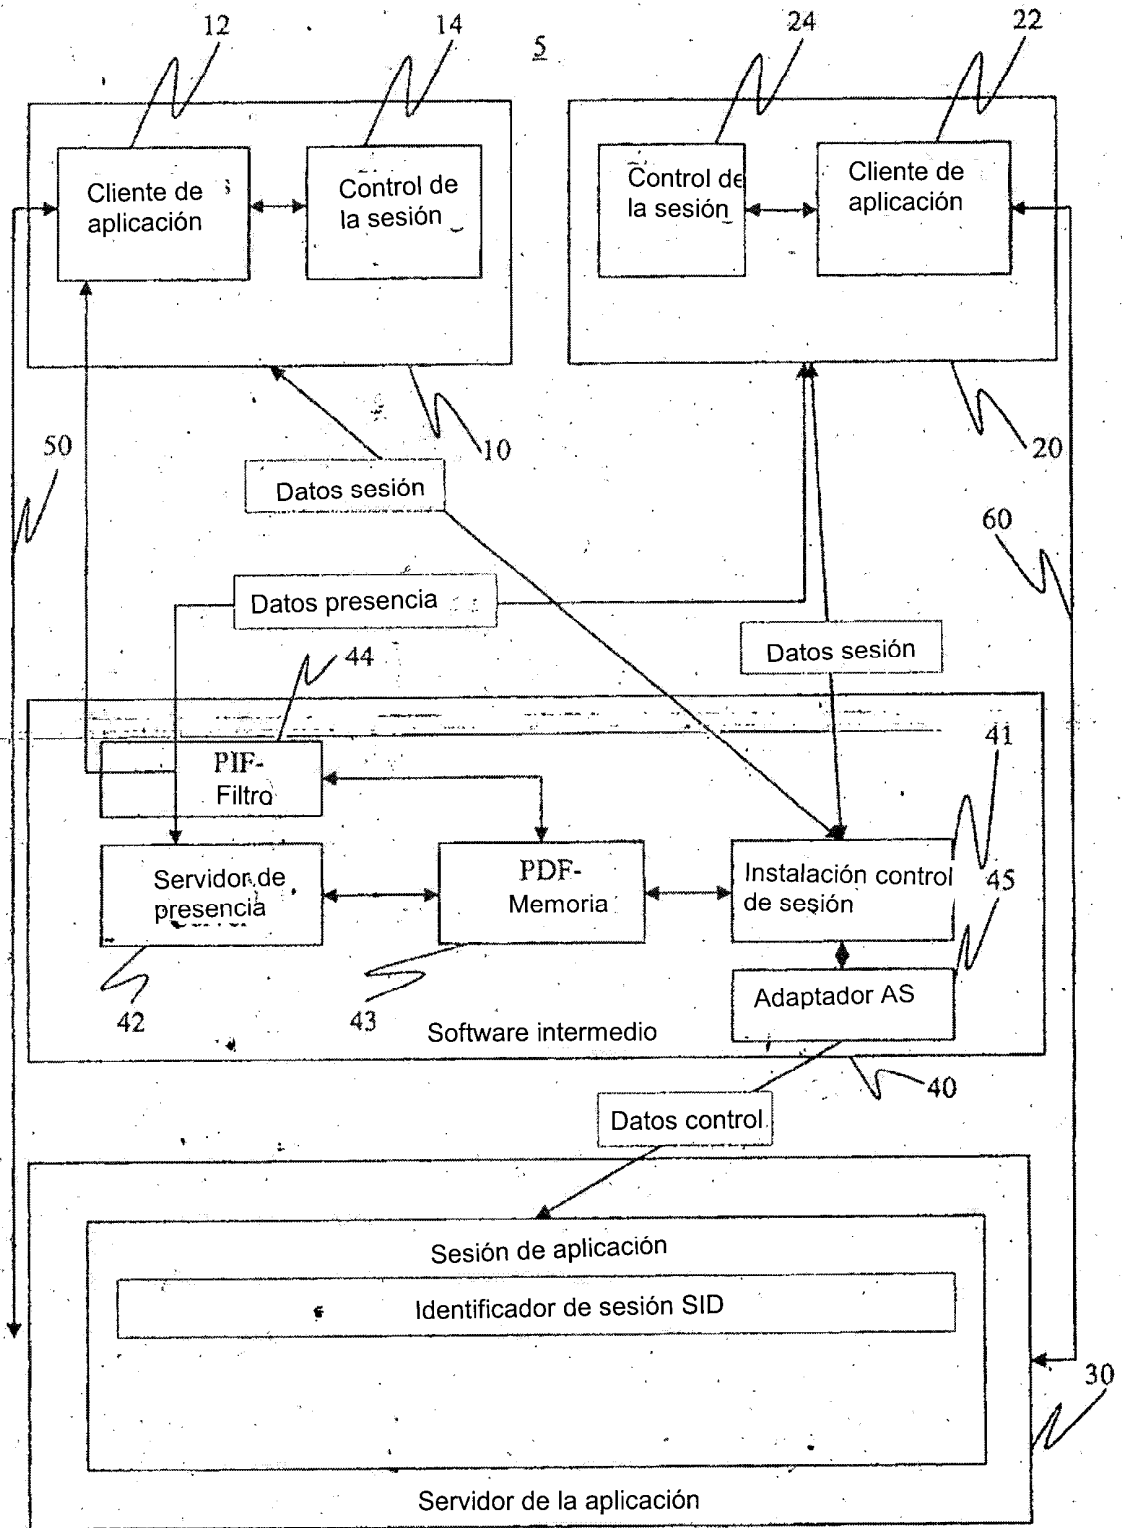 12
14
5
24
22
Cliente de
aplicación
Control de
la sesión
Control de
la sesión
Cliente de
aplicación
50
10
20
Datos sesión
60
Datos presencia
44
Datos sesión
41
PIF-
Filtro
Servidor de
presencia
PDF-
Memoria
Instalación control
de sesión
45
Adaptador AS
42
43
Software intermedio
40
Datos control
Sesión de aplicación
Identificador de sesión SID
30
Servidor de la aplicación